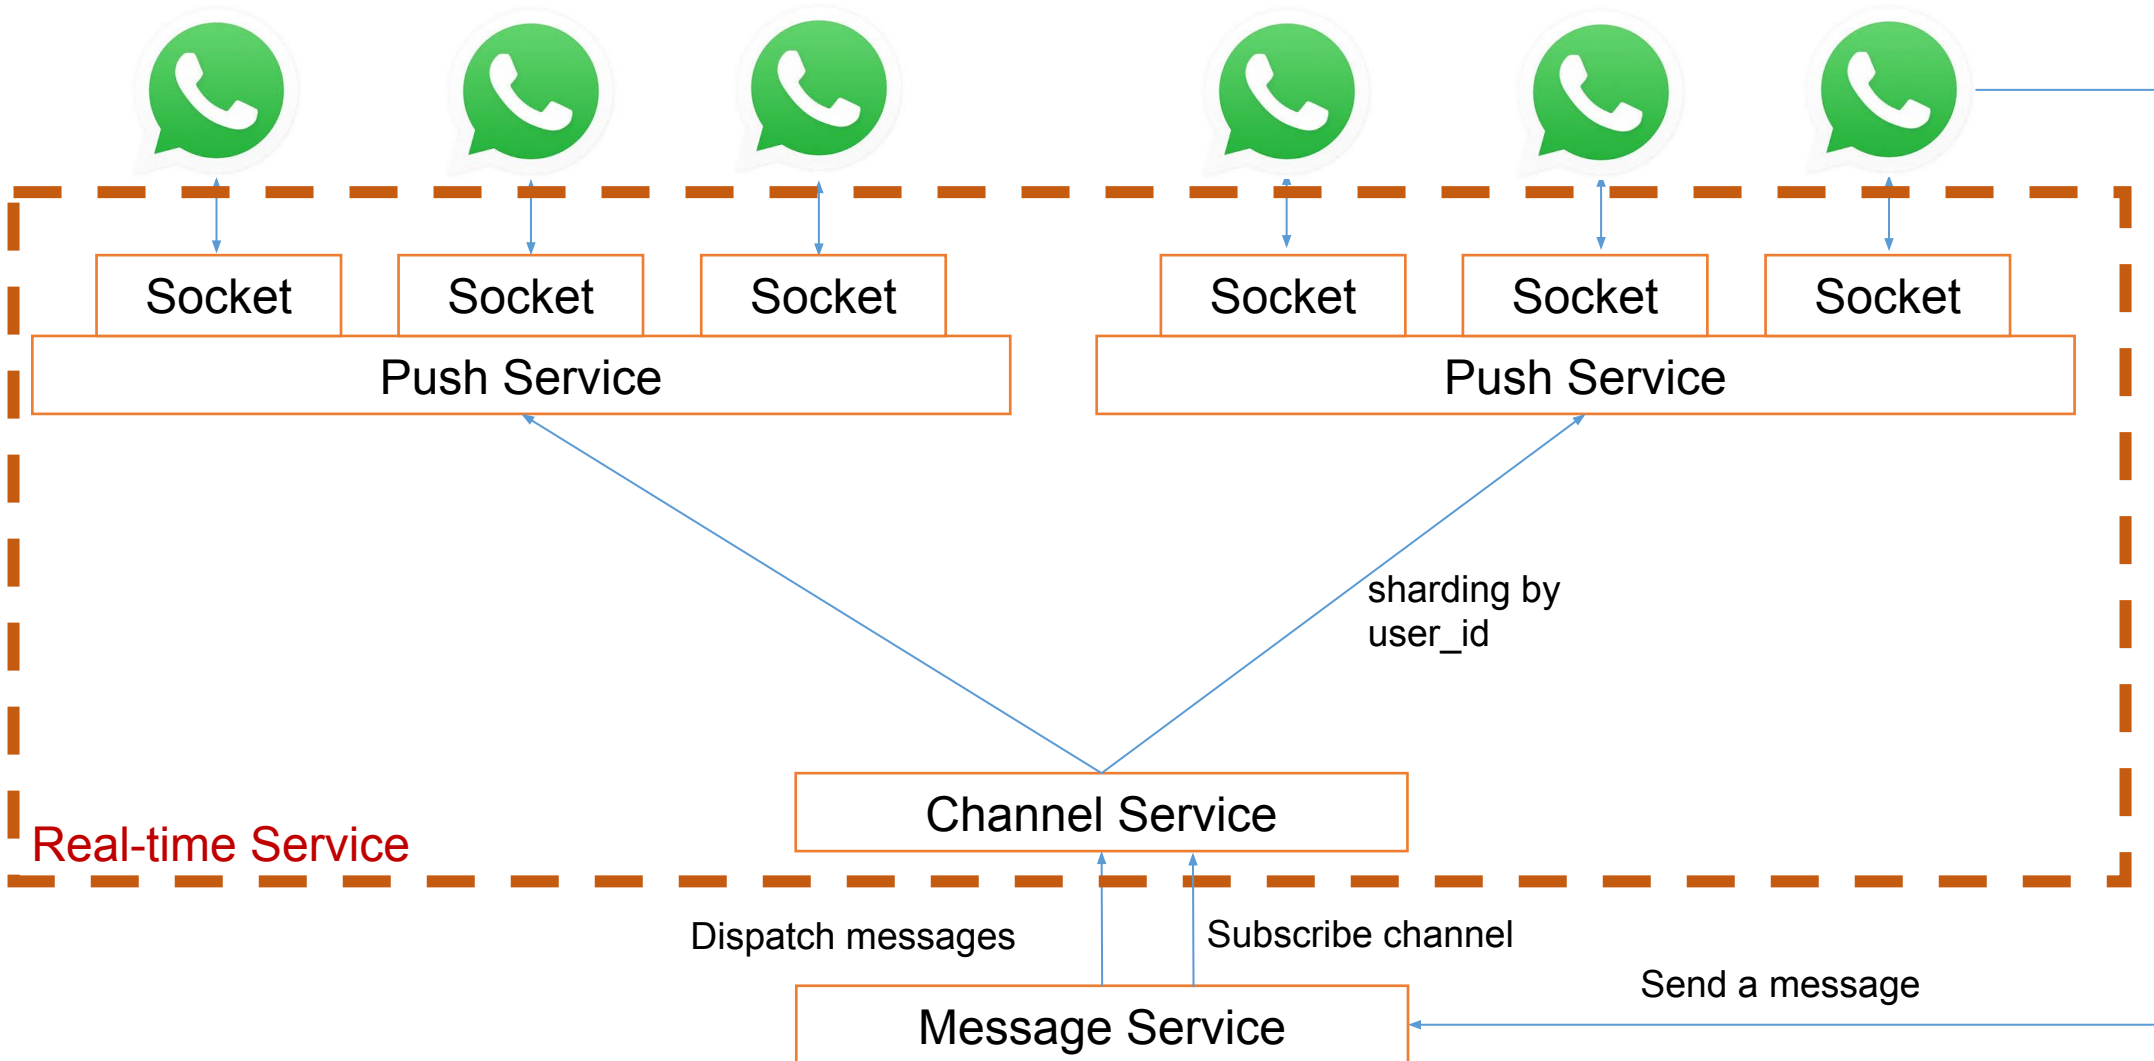 Socket
Socket
Socket
Socket
Socket
Socket
Push Service
Push Service
sharding by
user_id
Channel Service
Real-time Service
Dispatch messages
Subscribe channel
Send a message
Message Service